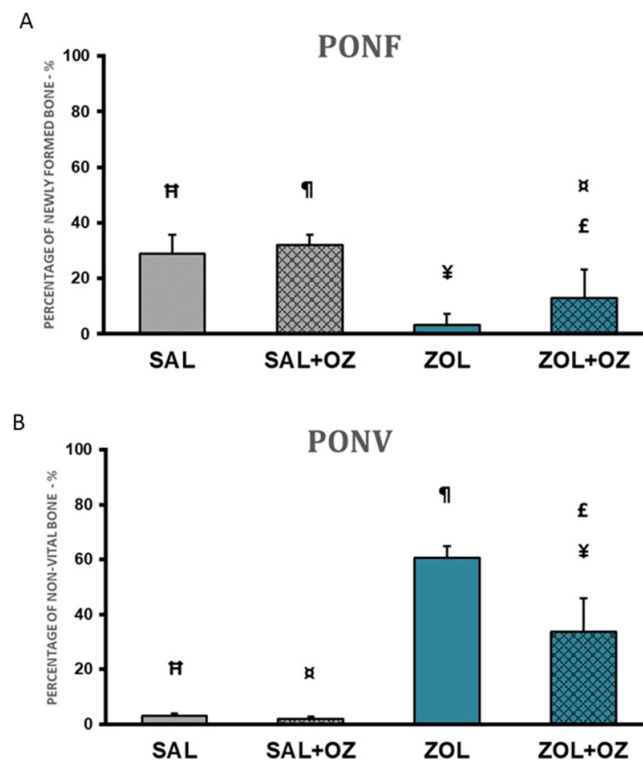 A
PONF
PERCENTAGE OF NEWLY FORMED BONE - %
100
80
60
40
20
0
Ħ
¶
¥
¤
£
SAL
SAL+OZ
ZOL
ZOL+OZ
B
PONV
PERCENTAGE OF NON-VITAL BONE - %
100
80
60
40
20
0
Ħ
¤
¶
£
¥
SAL
SAL+OZ
ZOL
ZOL+OZ